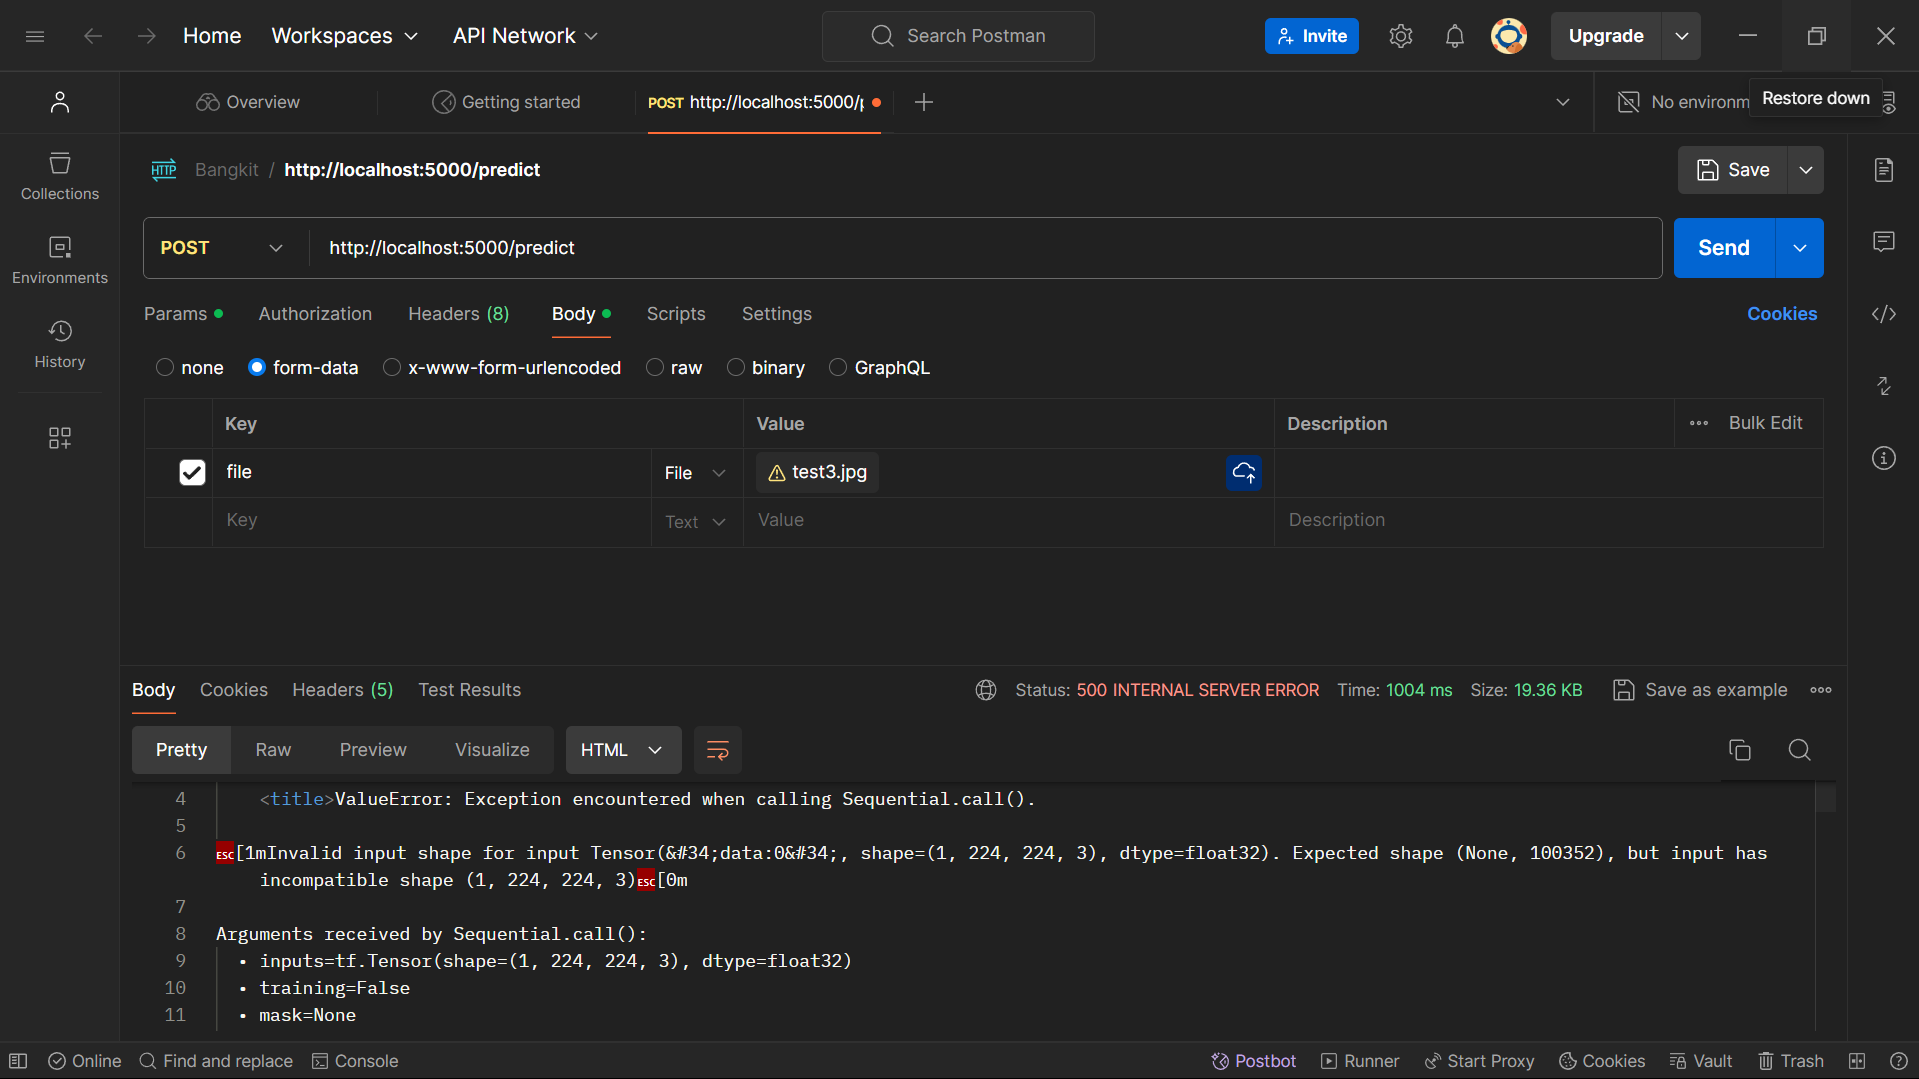 Home Workspaces API Network Search Postman Invite Upgrade
Overview Getting started POST http://localhost:5000/ No environm Restore down
HTTP Bangkit / http://localhost:5000/predict Save
Collections
Environments
History
POST http://localhost:5000/predict Send
Params Authorization Headers (8) Body Scripts Settings Cookies
none form-data x-www-form-urlencoded raw binary GraphQL
Key Value Description Bulk Edit
file File test3.jpg
Key Text Value Description
Body Cookies Headers (5) Test Results Status: 500 INTERNAL SERVER ERROR Time: 1004 ms Size: 19.36 KB Save as example
Pretty Raw Preview Visualize HTML
4 <title>ValueError: Exception encountered when calling Sequential.call().
5
6 ESC[1mInvalid input shape for input Tensor(&#34;data:0&#34;, shape=(1, 224, 224, 3), dtype=float32). Expected shape (None, 100352), but input has
incompatible shape (1, 224, 224, 3)ESC[0m
7
8 Arguments received by Sequential.call():
9 • inputs=tf.Tensor(shape=(1, 224, 224, 3), dtype=float32)
10 • training=False
11 • mask=None
Online Find and replace Console Postbot Runner Start Proxy Cookies Vault Trash